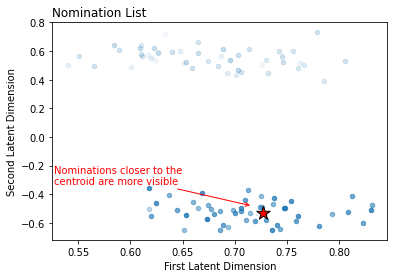 Nomination List
Second Latent Dimension
0.8
0.6
0.4
0.2
0.0
−0.2
−0.4
−0.6
Nominations closer to the
centroid are more visible
0.55 0.60 0.65 0.70 0.75 0.80
First Latent Dimension